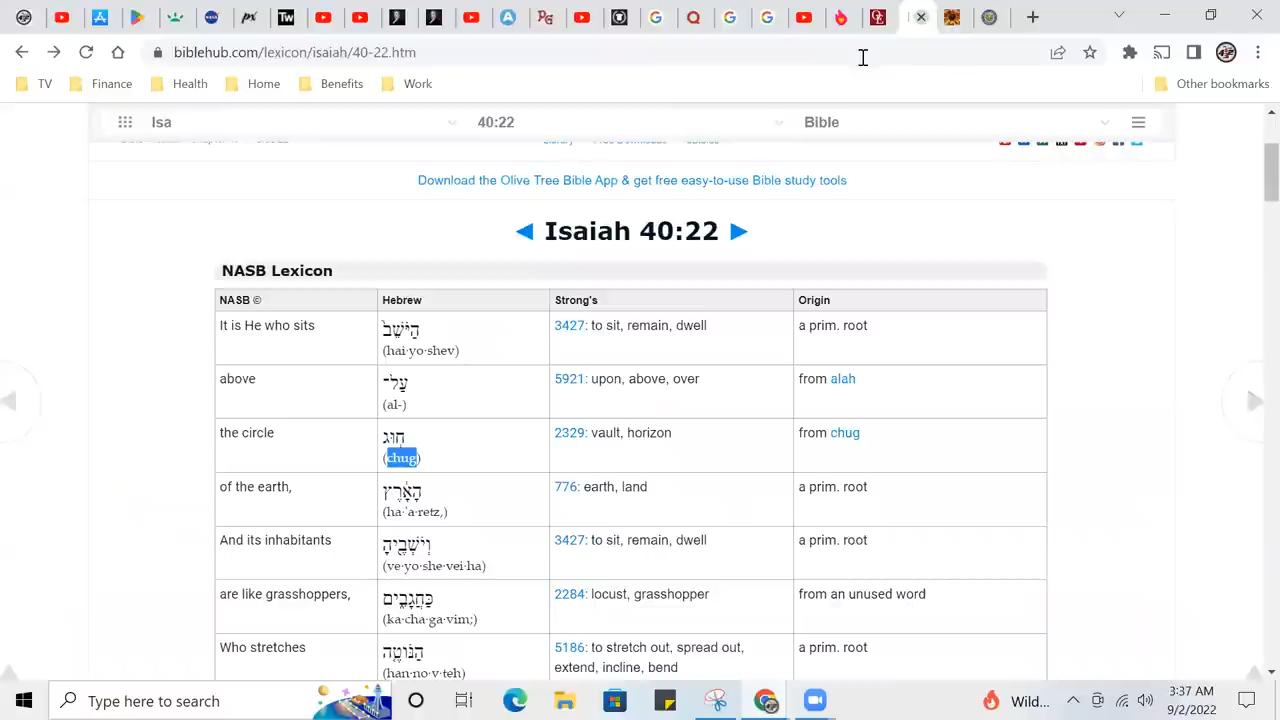 biblehub.com/lexicon/isaiah/40-22.htm
TV Finance Health Home Benefits Work Other bookmarks
Isa 40:22 Bible
Download the Olive Tree Bible App & get free easy-to-use Bible study tools
◄ Isaiah 40:22 ►
NASB Lexicon
NASB © Hebrew Strong's Origin
It is He who sits הַיֹּשֵׁב֙ 3427: to sit, remain, dwell a prim. root
(hai·yo·shev)
above עַל־ 5921: upon, above, over from alah
(al-)
the circle ח֣וּג 2329: vault, horizon from chug
(chug)
of the earth, הָאָ֔רֶץ 776: earth, land a prim. root
(ha·'a·retz,)
And its inhabitants וְיֹשְׁבֶ֖יהָ 3427: to sit, remain, dwell a prim. root
(ve·yo·she·vei·ha)
are like grasshoppers, כַּחֲגָבִ֑ים 2284: locust, grasshopper from an unused word
(ka·cha·ga·vim;)
Who stretches הַנּוֹטֶ֤ה 5186: to stretch out, spread out, a prim. root
extend, incline, bend
(han·no·v·teh)
Type here to search Wild...
3:37 AM
9/2/2022